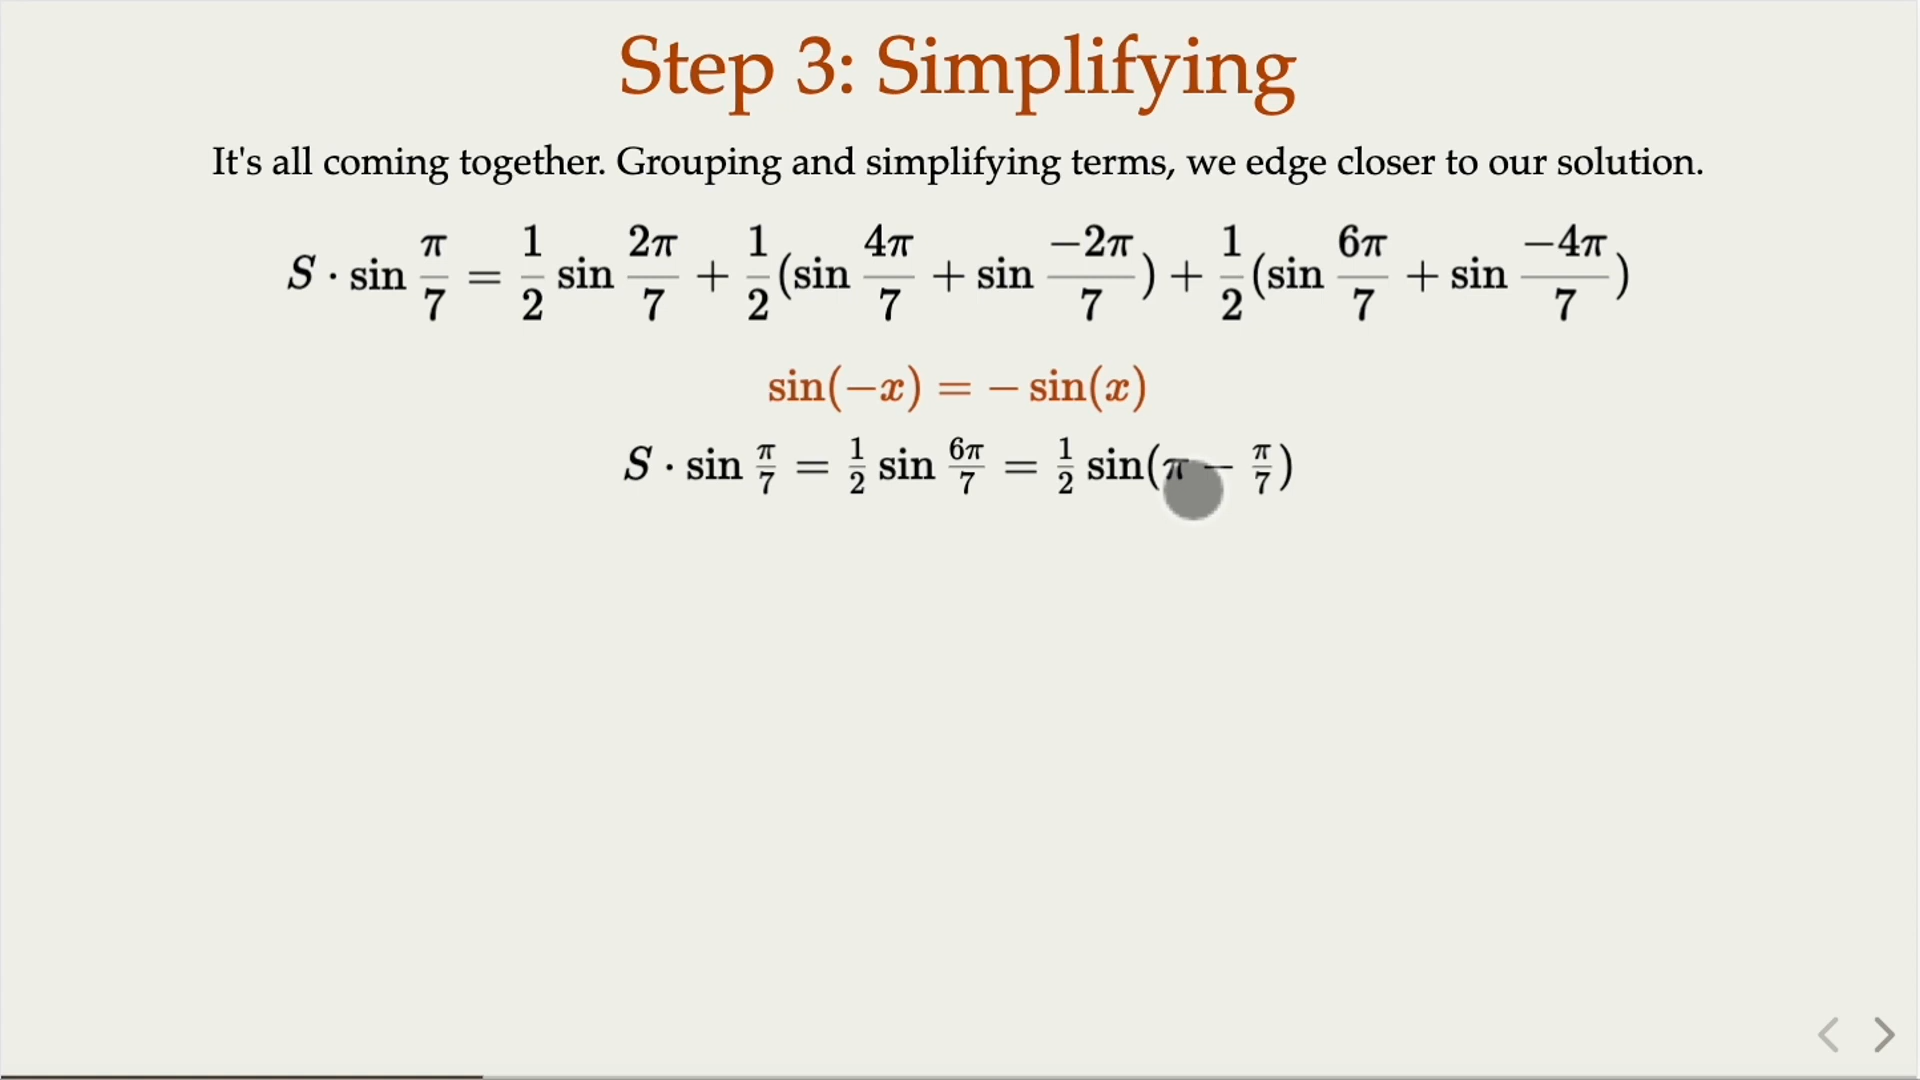 Step 3: Simplifying
It's all coming together. Grouping and simplifying terms, we edge closer to our solution.
S · sin π/7 = 1/2 sin 2π/7 + 1/2(sin 4π/7 + sin −2π/7) + 1/2(sin 6π/7 + sin −4π/7)
sin(−x) = − sin(x)
S · sin π/7 = 1/2 sin 6π/7 = 1/2 sin(π − π/7)